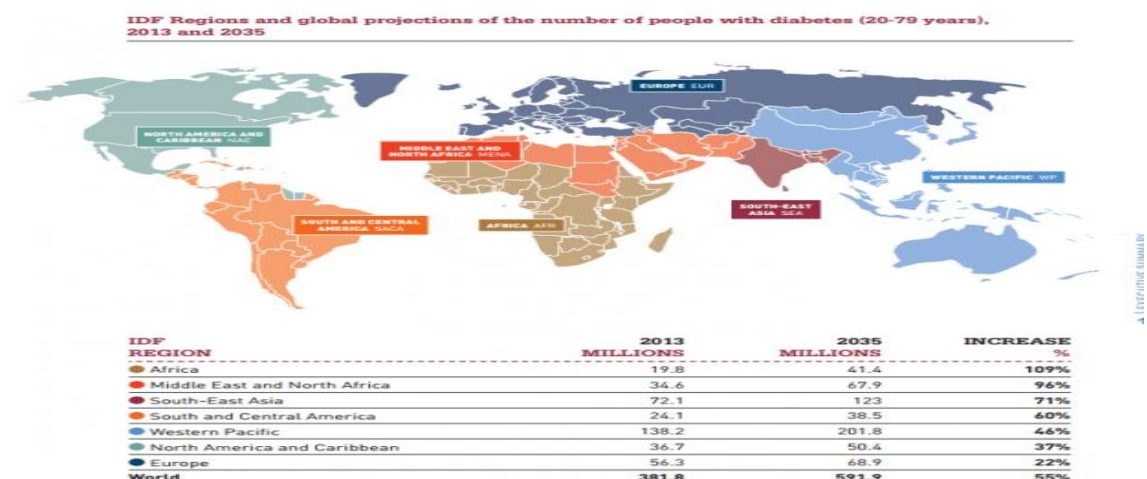 IDF Regions and global projections of the number of people with diabetes (20-79 years),
2013 and 2035
EUROPE EUR
NORTH AMERICA AND
CARIBBEAN NAC
MIDDLE EAST AND
NORTH AFRICA MENA
WESTERN PACIFIC WP
SOUTH-EAST
ASIA SEA
SOUTH AND CENTRAL
AMERICA SACA
AFRICA AFR
EXECUTIVE SUMMARY
IDF 2013 2035 INCREASE
REGION MILLIONS MILLIONS %
Africa 19.8 41.4 109%
Middle East and North Africa 34.6 67.9 96%
South-East Asia 72.1 123 71%
South and Central America 24.1 38.5 60%
Western Pacific 138.2 201.8 46%
North America and Caribbean 36.7 50.4 37%
Europe 56.3 68.9 22%
World 381.8 591.9 55%